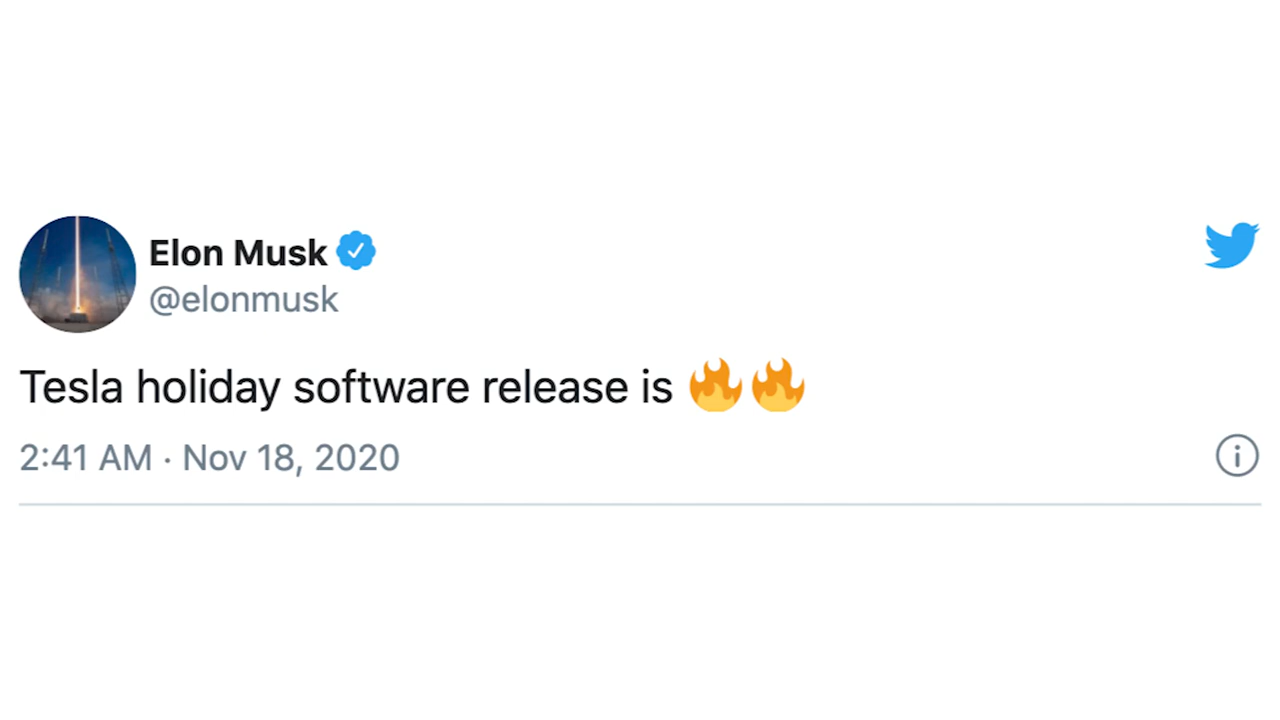 Elon Musk
@elonmusk
Tesla holiday software release is 🔥🔥
2:41 AM · Nov 18, 2020